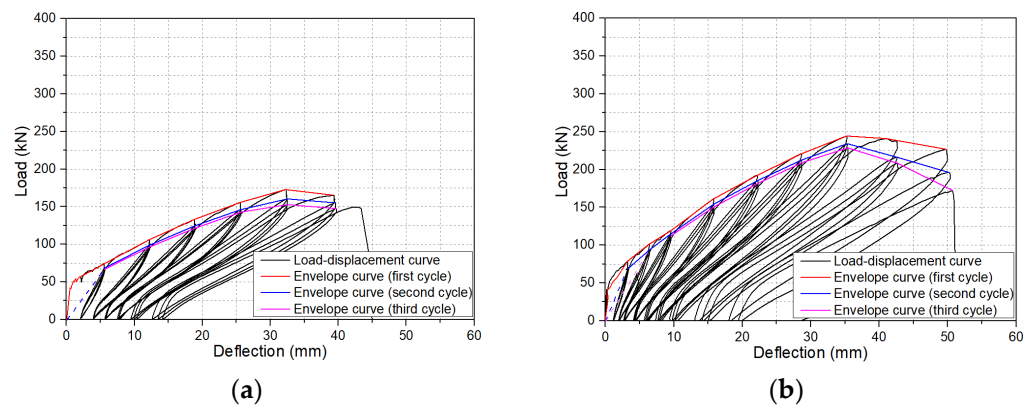 400
350
300
250
200
150
100
50
0
Load (kN)
Load-displacement curve
Envelope curve (first cycle)
Envelope curve (second cycle)
Envelope curve (third cycle)
0 10 20 30 40 50 60
Deflection (mm)
(a)
400
350
300
250
200
150
100
50
0
Load (kN)
Load-displacement curve
Envelope curve (first cycle)
Envelope curve (second cycle)
Envelope curve (third cycle)
0 10 20 30 40 50 60
Deflection (mm)
(b)